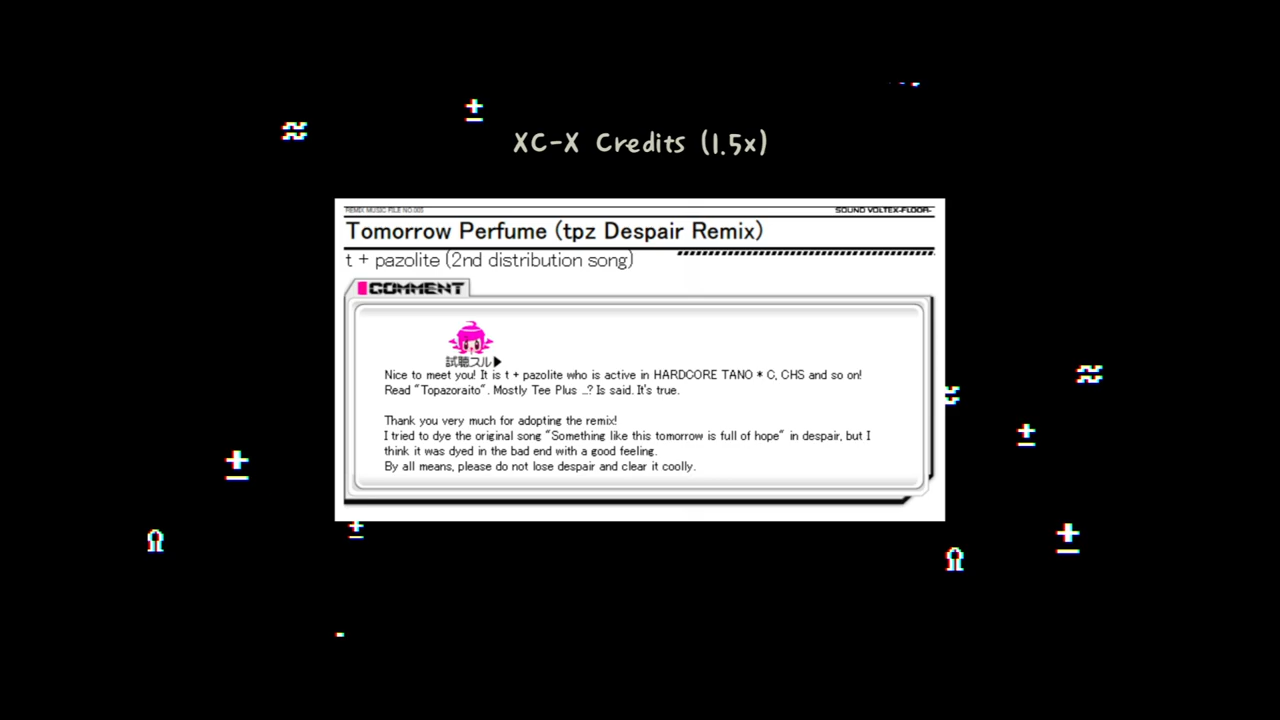 XC-X Credits (1.5x)
REMIX MUSIC FILE NO.005
SOUND VOLTEX-FLOOR-
Tomorrow Perfume (tpz Despair Remix)
t + pazolite (2nd distribution song)
COMMENT
試聴スル▶
Nice to meet you! It is t + pazolite who is active in HARDCORE TANO * C, CHS and so on!
Read "Topazoraito". Mostly Tee Plus ...? Is said. It's true.
Thank you very much for adopting the remix!
I tried to dye the original song "Something like this tomorrow is full of hope" in despair, but I
think it was dyed in the bad end with a good feeling.
By all means, please do not lose despair and clear it coolly.